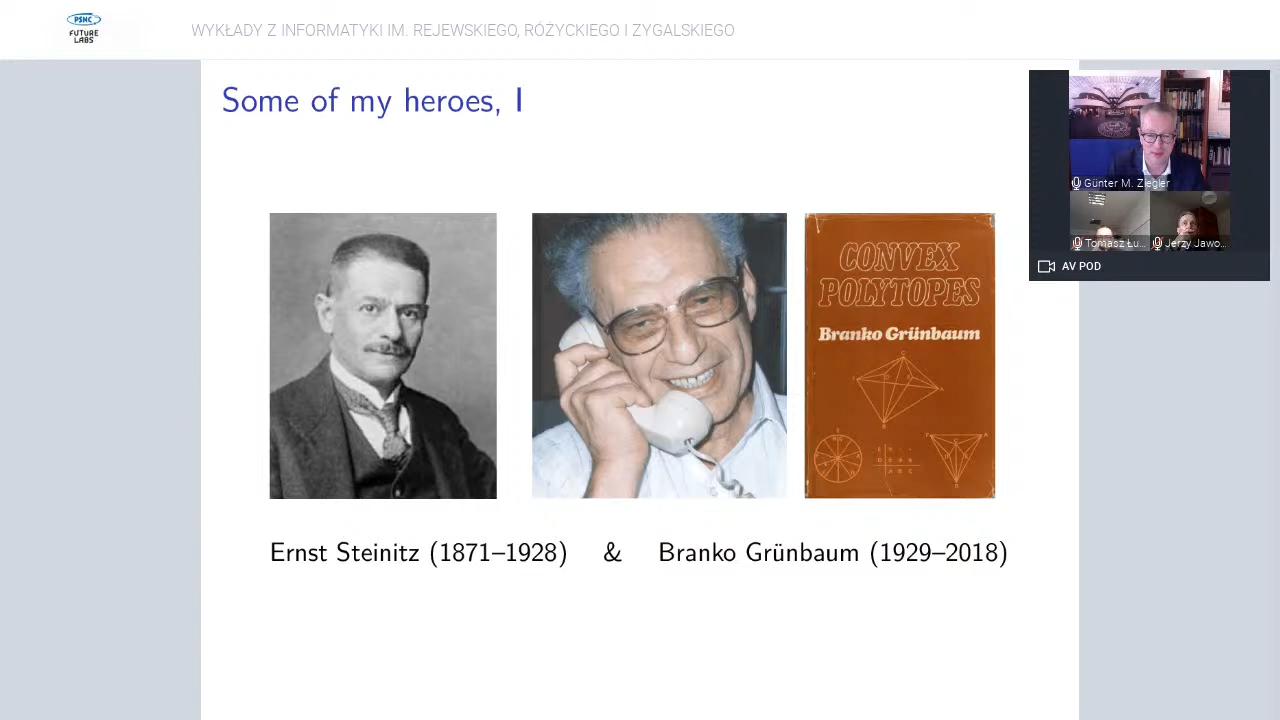 PSNC
FUTURE
LABS
WYKŁADY Z INFORMATYKI IM. REJEWSKIEGO, RÓŻYCKIEGO I ZYGALSKIEGO
Some of my heroes, I
Günter M. Ziegler
Tomasz Łu...
Jerzy Jawo...
AV POD
CONVEX
POLYTOPES
Branko Grünbaum
Ernst Steinitz (1871–1928) & Branko Grünbaum (1929–2018)